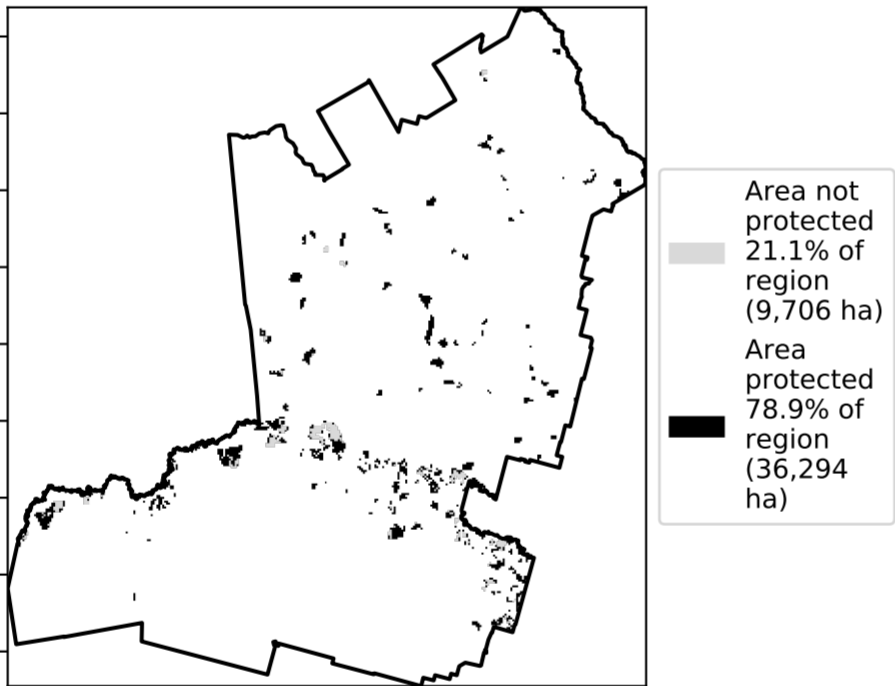 Area not
protected
21.1% of
region
(9,706 ha)
Area
protected
78.9% of
region
(36,294
ha)